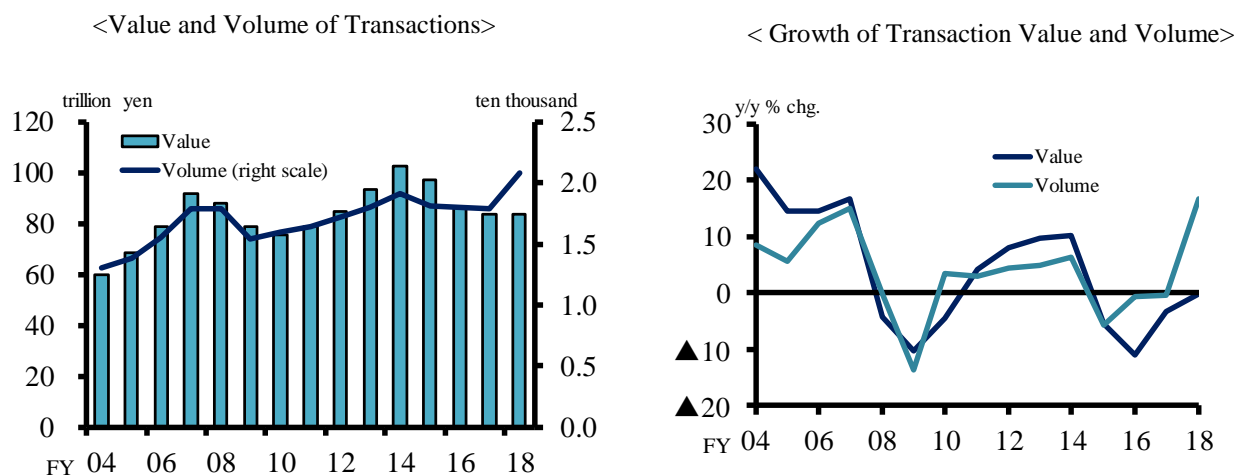 <Value and Volume of Transactions>
trillion yen
ten thousand
120
100
80
60
40
20
0
Value
Volume (right scale)
2.5
2.0
1.5
1.0
0.5
0.0
FY 04 06 08 10 12 14 16 18
< Growth of Transaction Value and Volume>
y/y % chg.
30
20
10
0
▲ 10
▲ 20
Value
Volume
FY 04 06 08 10 12 14 16 18